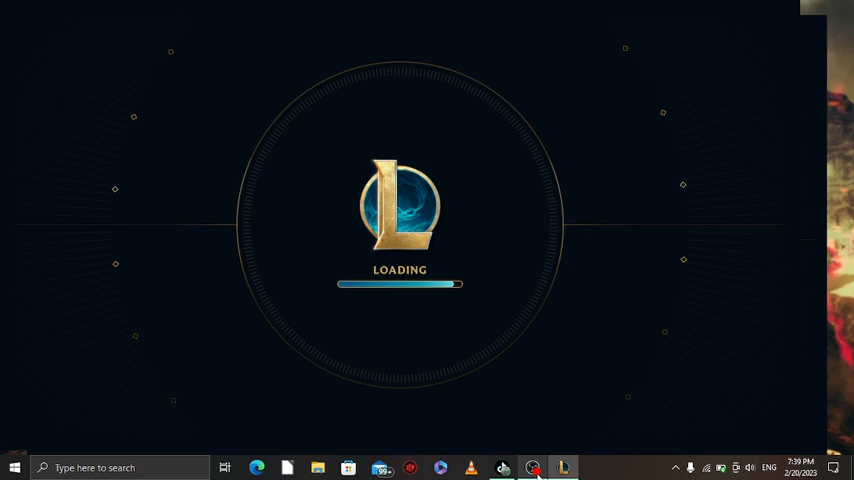 L
LOADING
Type here to search
99+
ENG
7:39 PM
2/20/2023